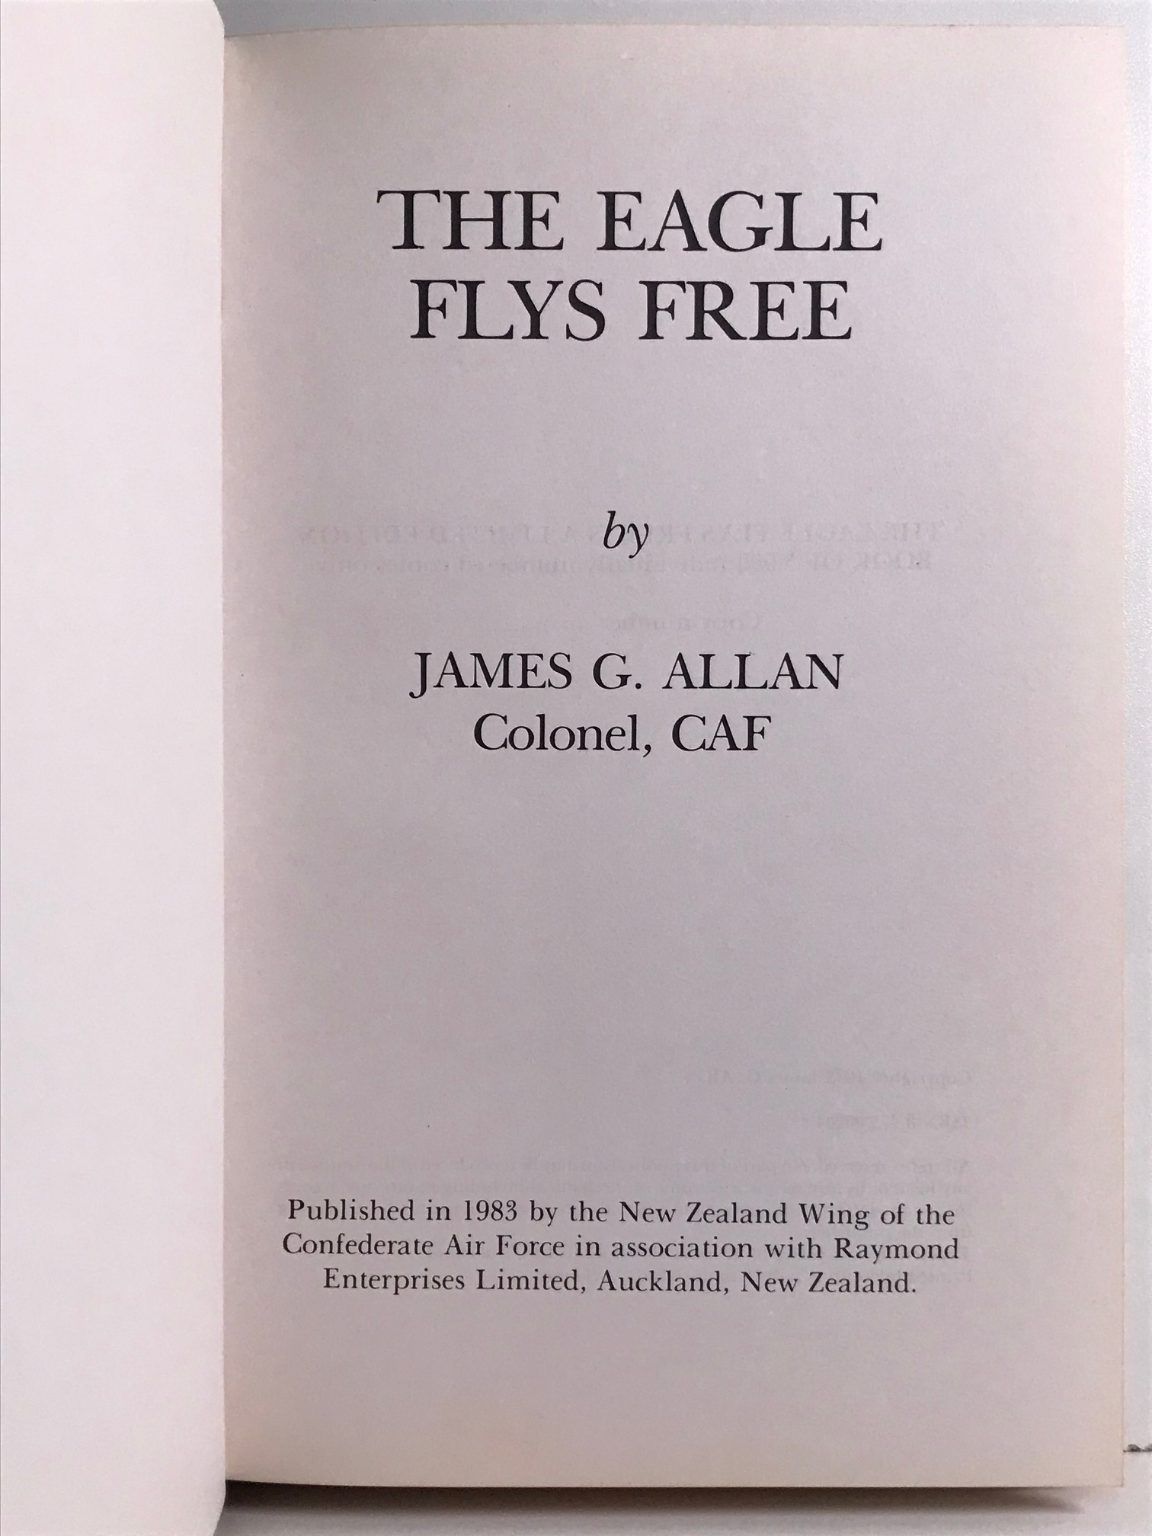 THE EAGLE
FLYS FREE
by
JAMES G. ALLAN
Colonel, CAF
Published in 1983 by the New Zealand Wing of the
Confederate Air Force in association with Raymond
Enterprises Limited, Auckland, New Zealand.